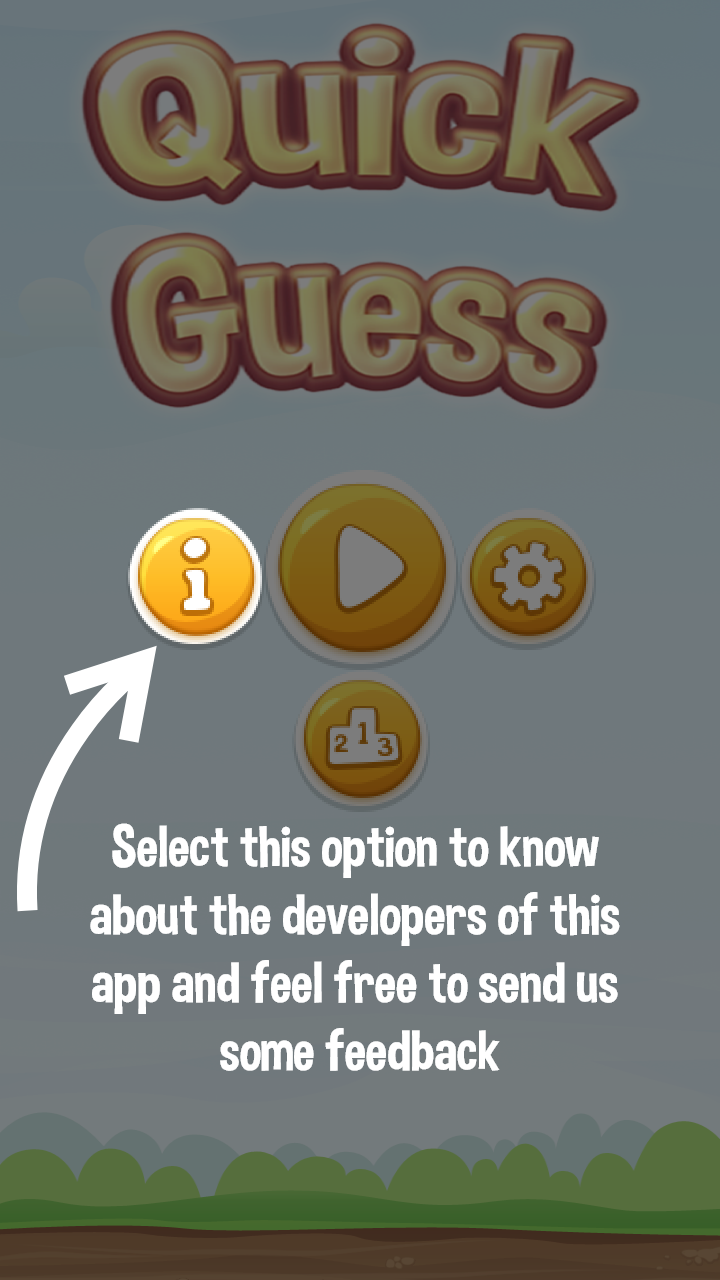 Quick
Guess
i
2 1 3
Select this option to know
about the developers of this
app and feel free to send us
some feedback